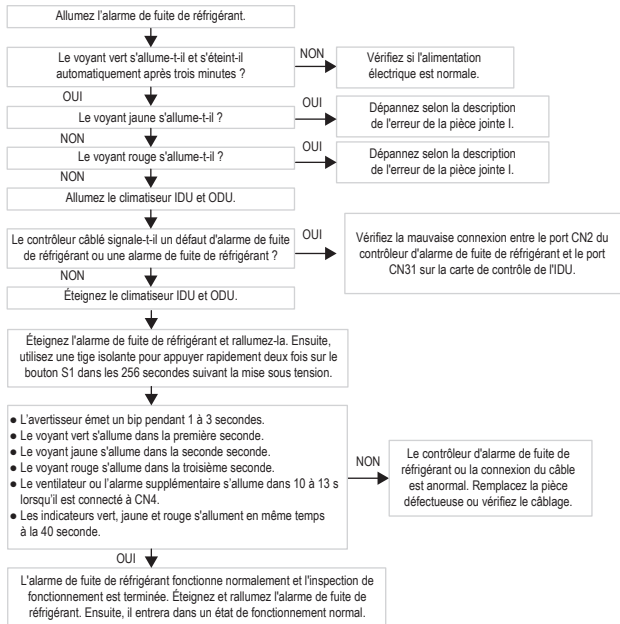 Allumez l'alarme de fuite de réfrigérant.
Le voyant vert s'allume-t-il et s'éteint-il
automatiquement après trois minutes ?
NON
Vérifiez si l'alimentation
électrique est normale.
OUI
Le voyant jaune s'allume-t-il ?
OUI
Dépannez selon la description
de l'erreur de la pièce jointe I.
NON
Le voyant rouge s'allume-t-il ?
OUI
Dépannez selon la description
de l'erreur de la pièce jointe I.
NON
Allumez le climatiseur IDU et ODU.
Le contrôleur câblé signale-t-il un défaut d'alarme de fuite
de réfrigérant ou une alarme de fuite de réfrigérant ?
OUI
Vérifiez la mauvaise connexion entre le port CN2 du
contrôleur d'alarme de fuite de réfrigérant et le port
CN31 sur la carte de contrôle de l'IDU.
NON
Éteignez le climatiseur IDU et ODU.
Éteignez l'alarme de fuite de réfrigérant et rallumez-la. Ensuite,
utilisez une tige isolante pour appuyer rapidement deux fois sur le
bouton S1 dans les 256 secondes suivant la mise sous tension.
● L'avertisseur émet un bip pendant 1 à 3 secondes.
● Le voyant vert s'allume dans la première seconde.
● Le voyant jaune s'allume dans la seconde seconde.
● Le voyant rouge s'allume dans la troisième seconde.
● Le ventilateur ou l'alarme supplémentaire s'allume dans 10 à 13 s
lorsqu'il est connecté à CN4.
● Les indicateurs vert, jaune et rouge s'allument en même temps
à la 40 seconde.
NON
Le contrôleur d'alarme de fuite de
réfrigérant ou la connexion du câble
est anormal. Remplacez la pièce
défectueuse ou vérifiez le câblage.
OUI
L'alarme de fuite de réfrigérant fonctionne normalement et l'inspection de
fonctionnement est terminée. Éteignez et rallumez l'alarme de fuite de
réfrigérant. Ensuite, il entrera dans un état de fonctionnement normal.